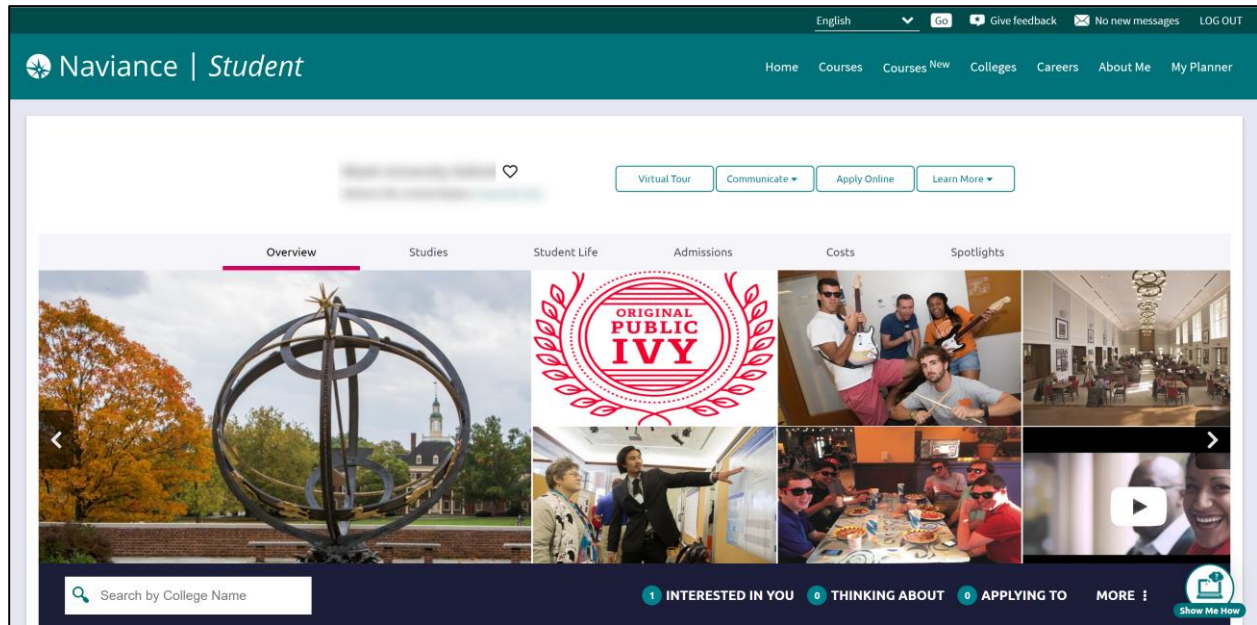 English Go Give feedback No new messages LOG OUT
Naviance | Student
Home Courses Courses New Colleges Careers About Me My Planner
Virtual Tour Communicate Apply Online Learn More
Overview Studies Student Life Admissions Costs Spotlights
ORIGINAL
PUBLIC
IVY
Search by College Name
1 INTERESTED IN YOU 0 THINKING ABOUT 0 APPLYING TO MORE
Show Me How